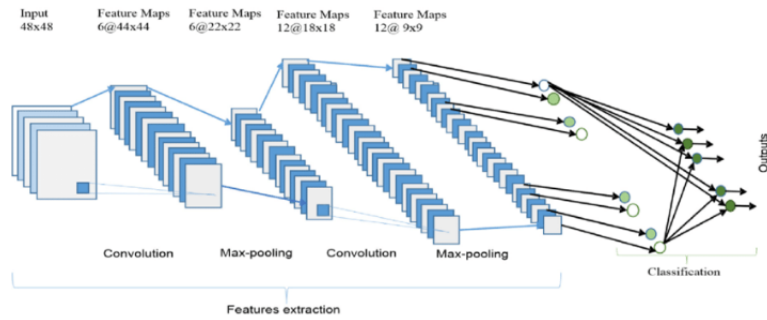 Input
48x48
Feature Maps
6@44x44
Feature Maps
6@22x22
Feature Maps
12@18x18
Feature Maps
12@ 9x9
Outputs
Convolution
Max-pooling
Convolution
Max-pooling
Classification
Features extraction